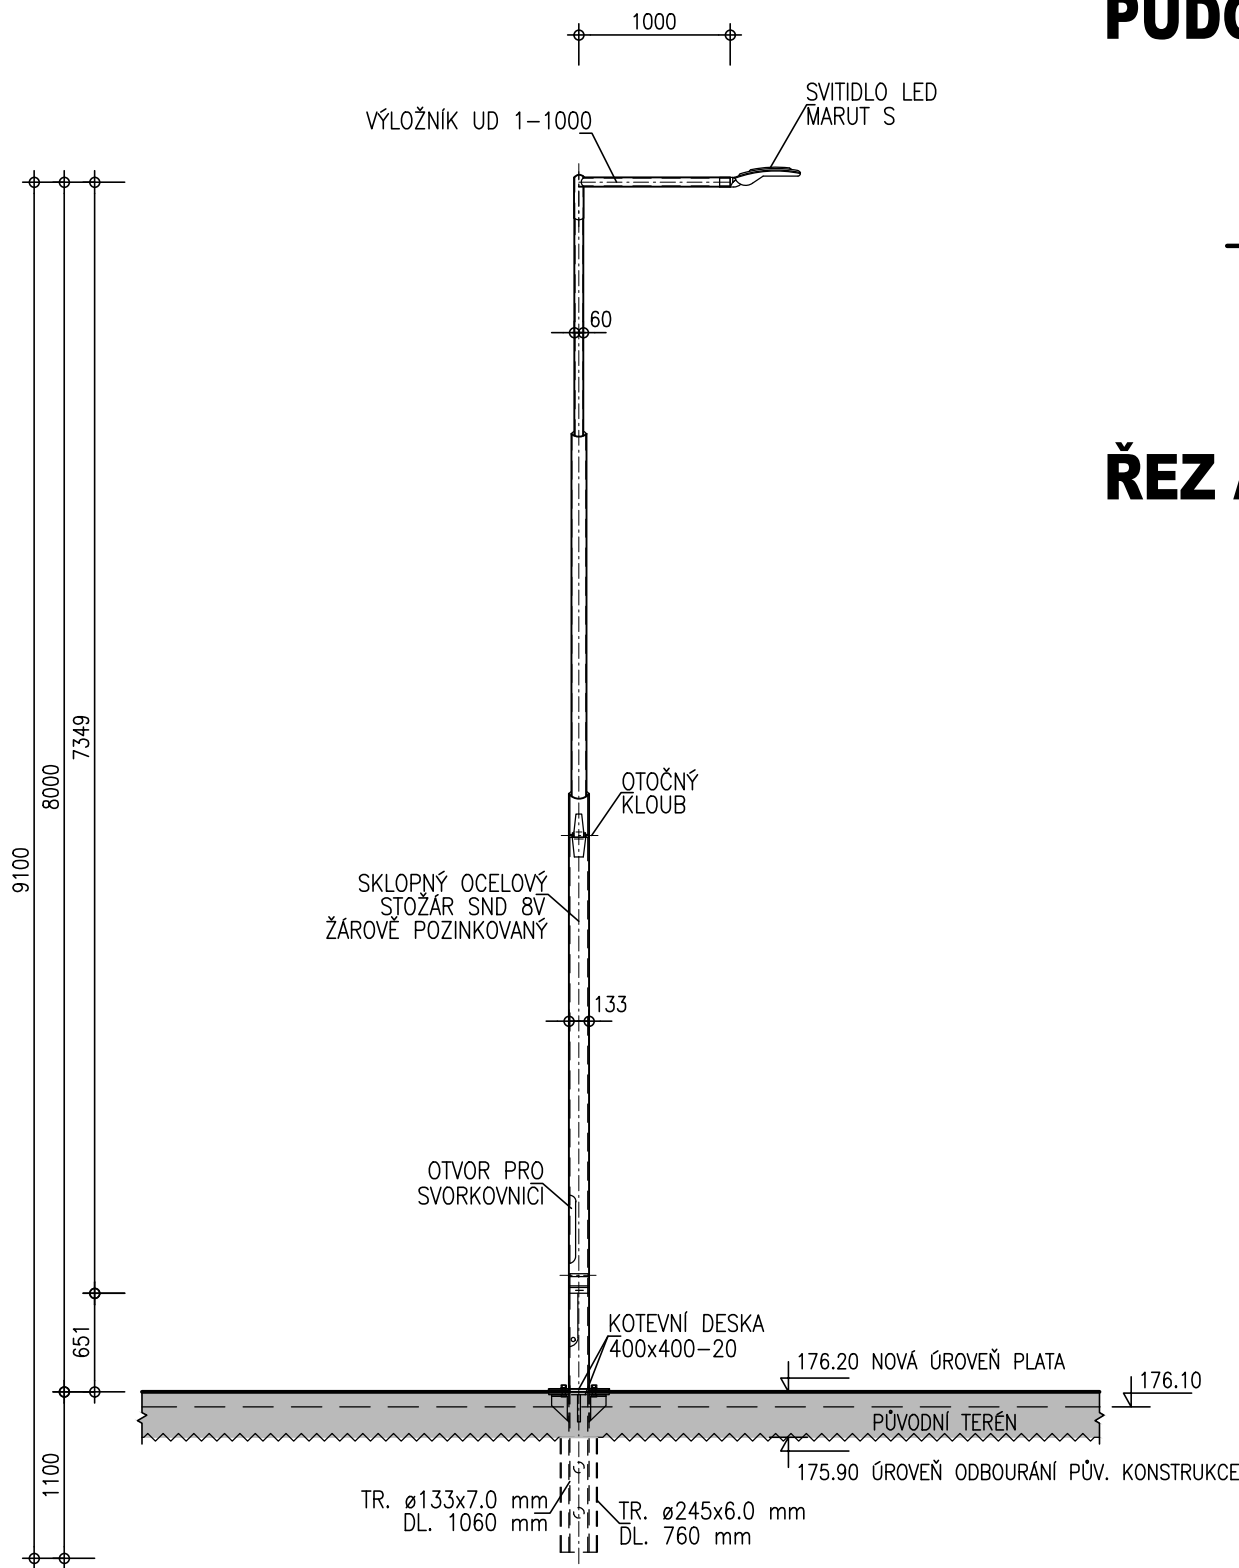 1000
PŮDO
SVITIDLO LED
MARUT S
VÝLOŽNÍK UD 1-1000
60
ŘEZ A
7349
8000
9100
OTOČNÝ
KLOUB
SKLOPNÝ OCELOVÝ
STOŽÁR SND 8V
ŽÁROVĚ POZINKOVANÝ
133
OTVOR PRO
SVORKOVNICI
651
KOTEVNÍ DESKA
400x400-20
176.20 NOVÁ ÚROVEŇ PLATA
176.10
PŮVODNÍ TERÉN
175.90 ÚROVEŇ ODBOURÁNÍ PŮV. KONSTRUKCE
1100
TR. ø133x7.0 mm
DL. 1060 mm
TR. ø245x6.0 mm
DL. 760 mm